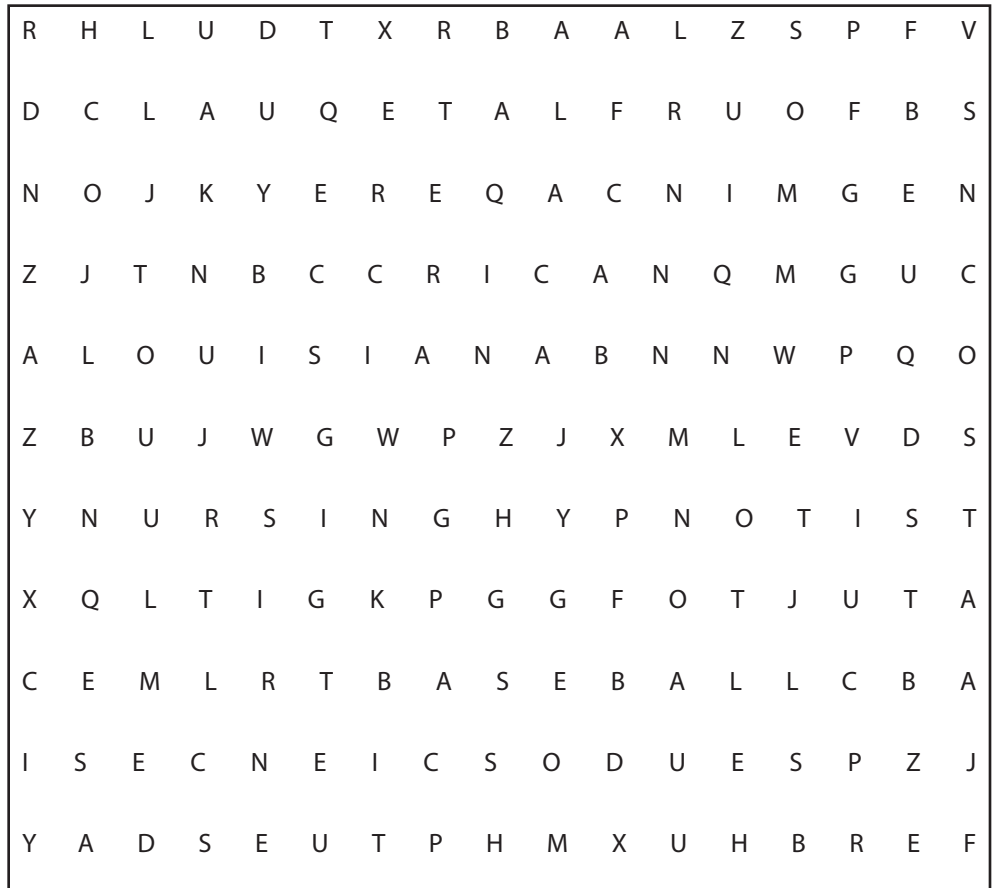 R H L U D T X R B A A L Z S P F V
D C L A U Q E T A L F R U O F B S
N O J K Y E R E Q A C N I M G E N
Z J T N B C C R I C A N Q M G U C
A L O U I S I A N A B N N W P Q O
Z B U J W G W P Z J X M L E V D S
Y N U R S I N G H Y P N O T I S T
X Q L T I G K P G G F O T J U T A
C E M L R T B A S E B A L L C B A
I S E C N E I C S O D U E S P Z J
Y A D S E U T P H M X U H B R E F